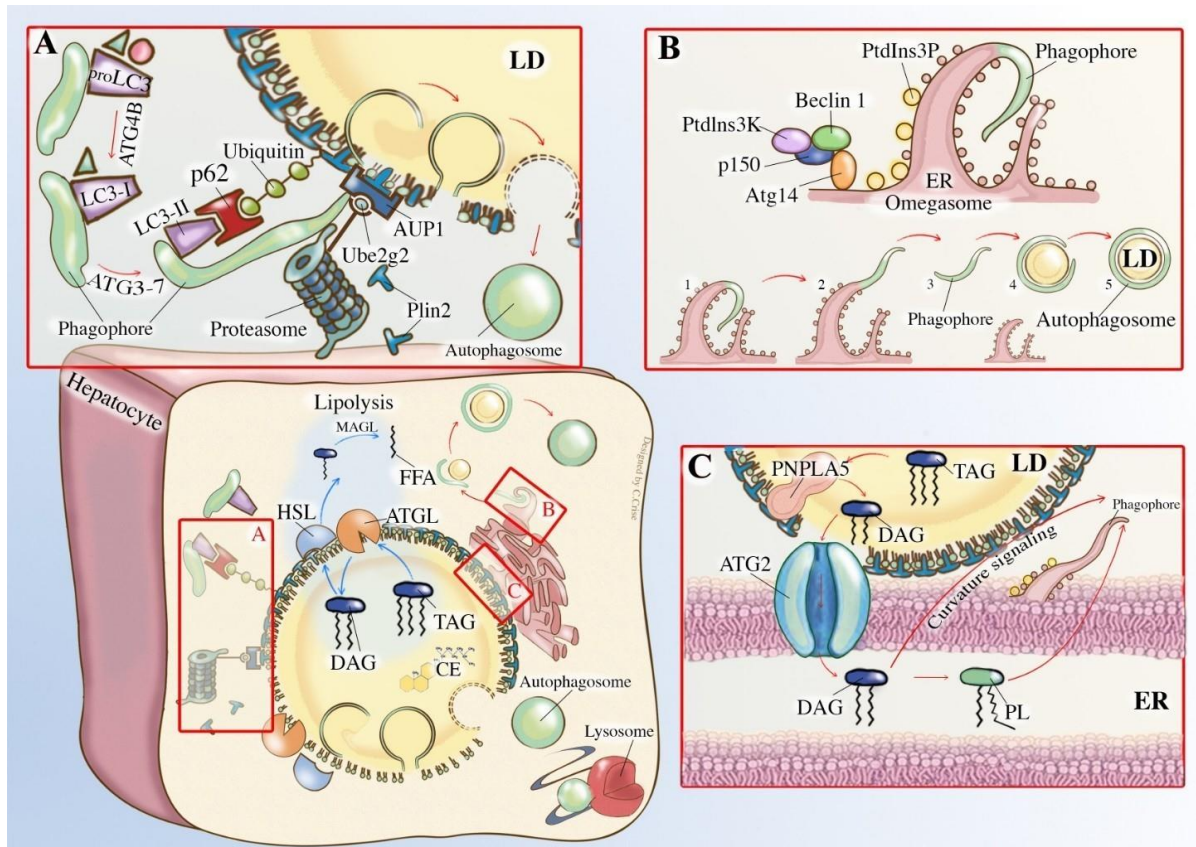 A
LD
proLC3
ATG4B
Ubiquitin
p62
LC3-I
LC3-II
AUP1
Ube2g2
ATG3-7
Plin2
Phagophore
Proteasome
Autophagosome
B
PtdIns3P
Phagophore
Beclin 1
PtdIns3K
p150
Atg14
ER
Omegasome
1
2
3
4
5
LD
Phagophore
Autophagosome
Hepatocyte
Lipolysis
MAGL
FFA
Designed by C.Crise
HSL
ATGL
A
B
C
TAG
DAG
CE
Autophagosome
Lysosome
C
LD
PNPLA5
TAG
DAG
Phagophore
ATG2
Curvature signaling
DAG
PL
ER